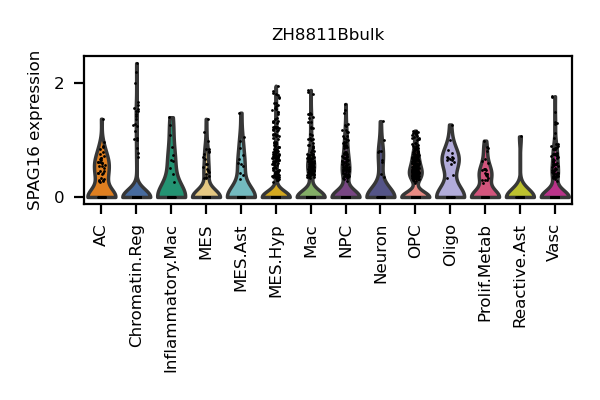 ZH8811Bbulk
SPAG16 expression
2
0
AC
Chromatin.Reg
Inflammatory.Mac
MES
MES.Ast
MES.Hyp
Mac
NPC
Neuron
OPC
Oligo
Prolif.Metab
Reactive.Ast
Vasc